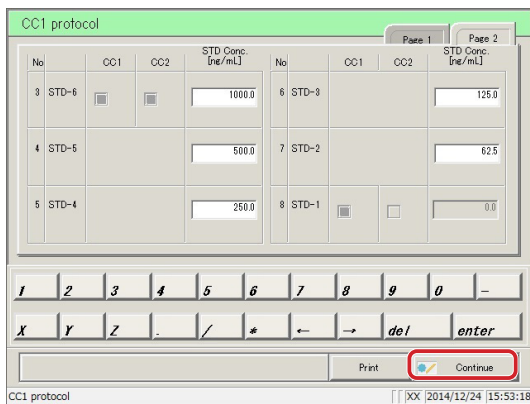 CC1 protocol
Page 1 Page 2
No CC1 CC2 STD Conc. [ng/mL] No CC1 CC2 STD Conc. [ng/mL]
3 STD-6 1000.0 6 STD-3 125.0
4 STD-5 500.0 7 STD-2 62.5
5 STD-4 250.0 8 STD-1 0.0
1 2 3 4 5 6 7 8 9 0 -
X Y Z . / * ← → del enter
Print Continue
CC1 protocol XX 2014/12/24 15:53:18